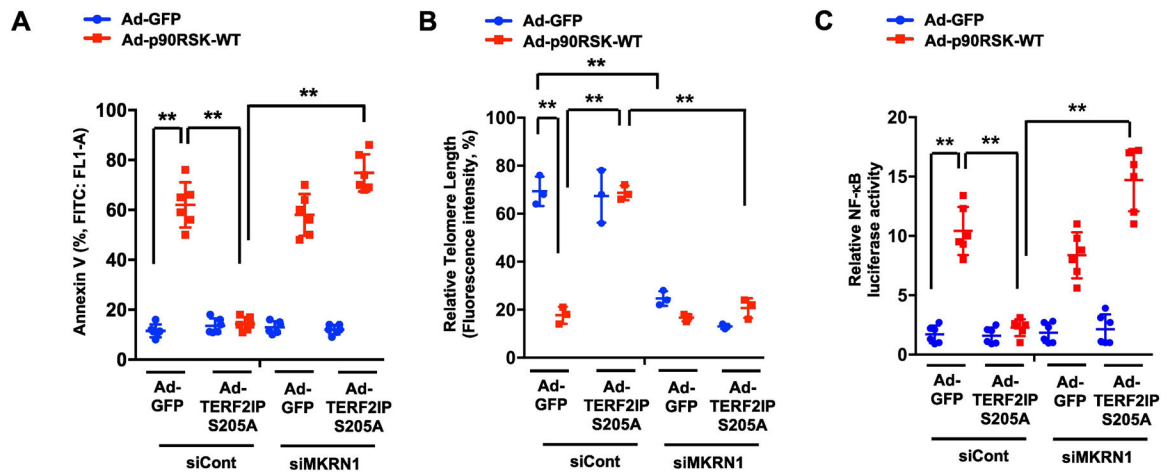 A
Ad-GFP
Ad-p90RSK-WT
Annexin V (%, FITC: FL1-A)
100
80
60
40
20
0
**
**
**
Ad-
GFP
Ad-
TERF2IP
S205A
Ad-
GFP
Ad-
TERF2IP
S205A
siCont
siMKRN1
B
Ad-GFP
Ad-p90RSK-WT
Relative Telomere Length
(Fluorescence intensity, %)
100
80
60
40
20
0
**
**
**
**
Ad-
GFP
Ad-
TERF2IP
S205A
Ad-
GFP
Ad-
TERF2IP
S205A
siCont
siMKRN1
C
Ad-GFP
Ad-p90RSK-WT
Relative NF-κB
luciferase activity
20
15
10
5
0
**
**
**
Ad-
GFP
Ad-
TERF2IP
S205A
Ad-
GFP
Ad-
TERF2IP
S205A
siCont
siMKRN1